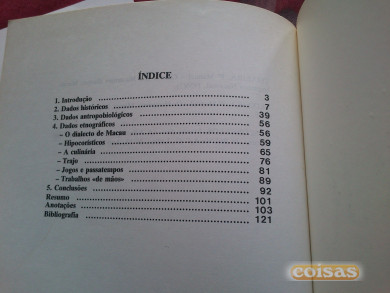 ÍNDICE
1. Introdução 3
2. Dados históricos 7
3. Dados antropobiológicos 39
4. Dados etnográficos 56
– O dialecto de Macau 56
– Hipocorísticos 59
– A culinária 65
– Trajo 76
– Jogos e passatempos 81
– Trabalhos «de mãos» 89
5. Conclusões 92
Resumo 101
Anotações 103
Bibliografia 121
coisas